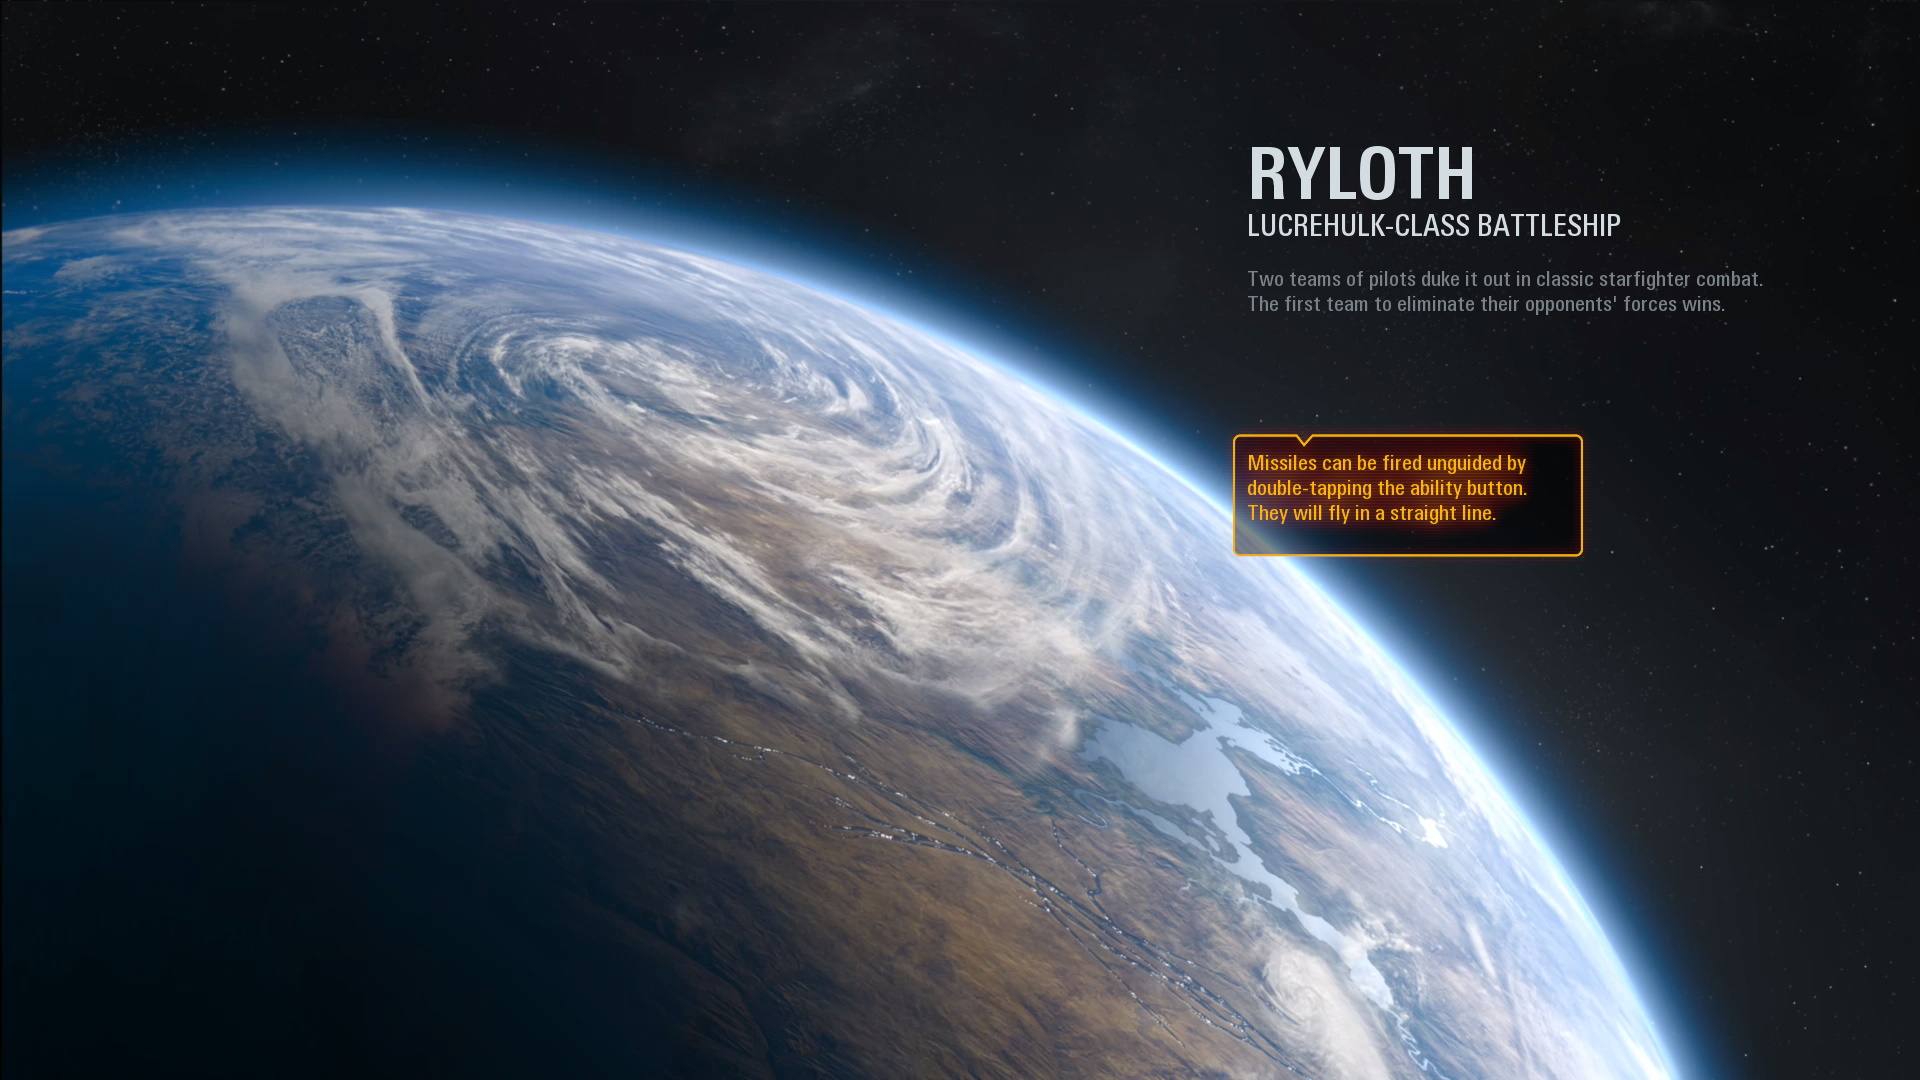 RYLOTH
LUCREHULK-CLASS BATTLESHIP
Two teams of pilots duke it out in classic starfighter combat.
The first team to eliminate their opponents' forces wins.
Missiles can be fired unguided by
double-tapping the ability button.
They will fly in a straight line.